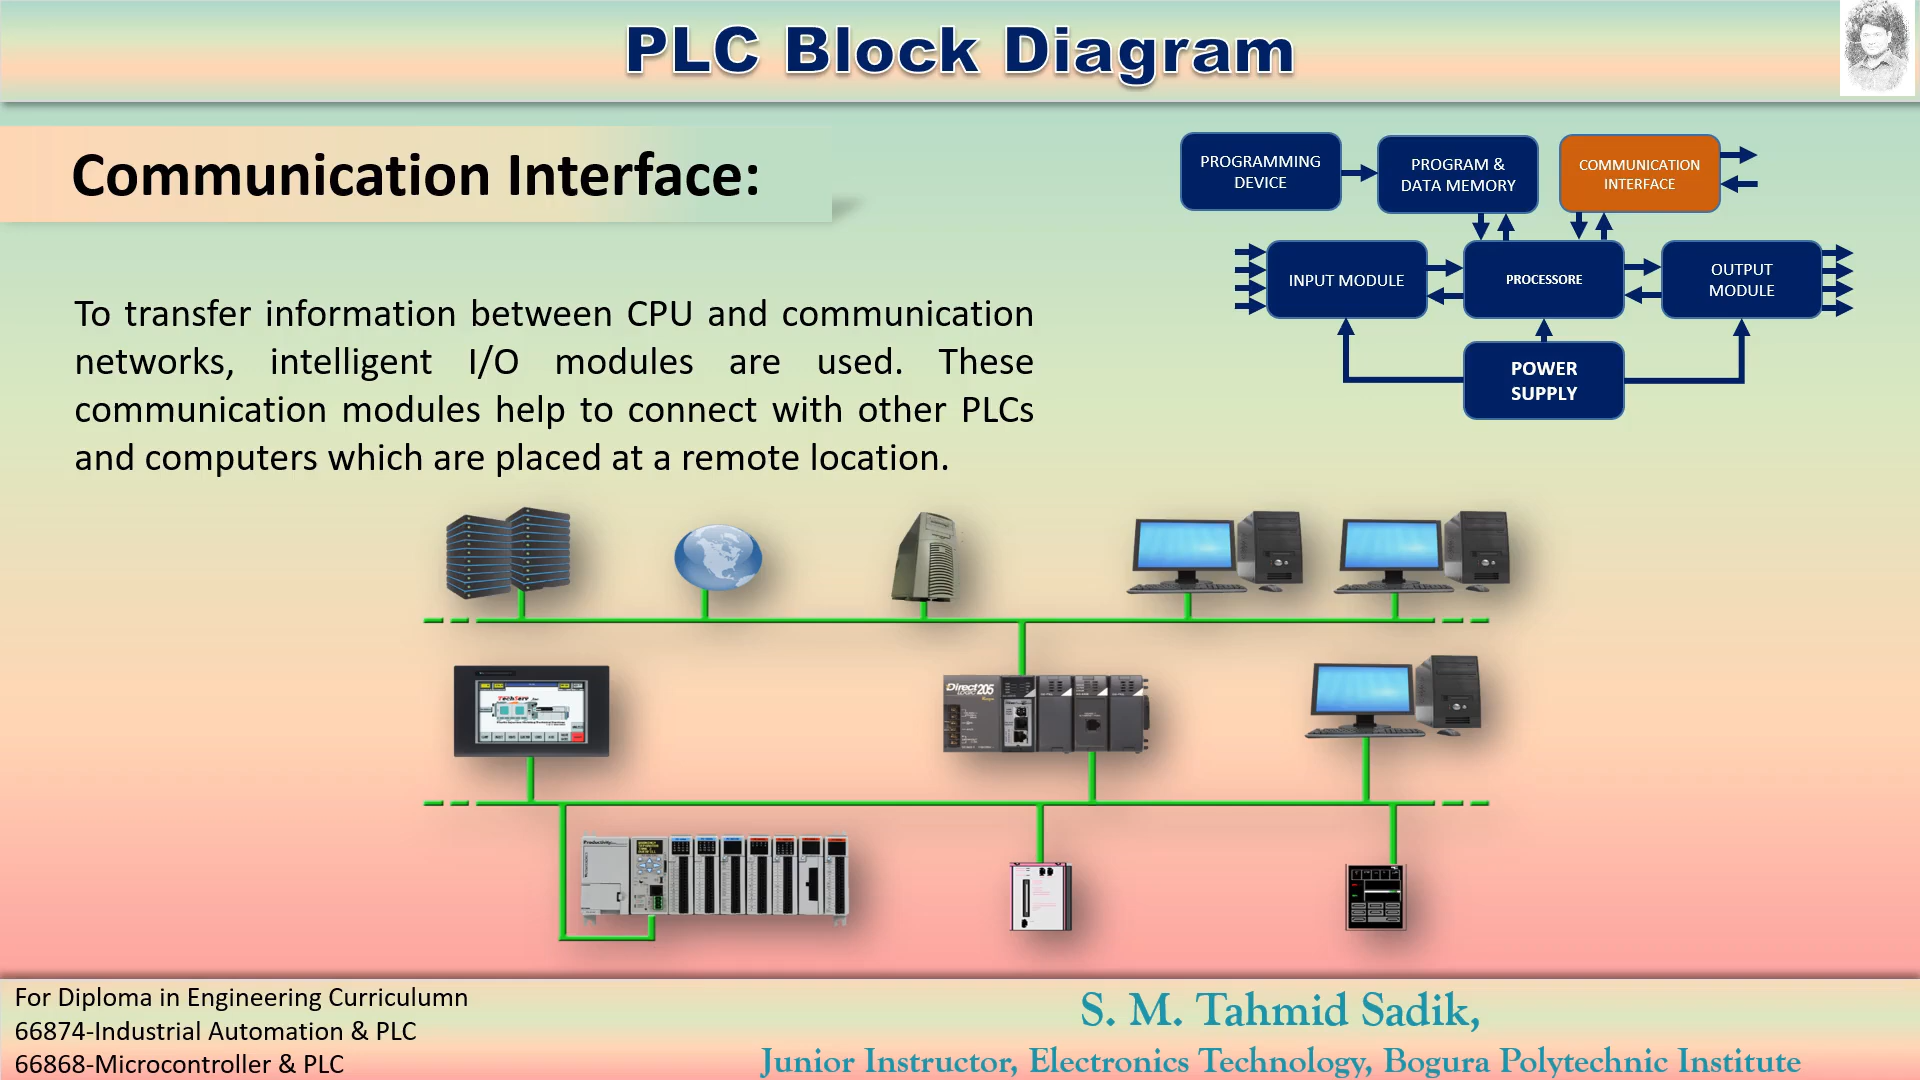 PLC Block Diagram
Communication Interface:
PROGRAMMING
DEVICE
PROGRAM &
DATA MEMORY
COMMUNICATION
INTERFACE
INPUT MODULE
PROCESSORE
OUTPUT
MODULE
POWER
SUPPLY
To transfer information between CPU and communication
networks, intelligent I/O modules are used. These
communication modules help to connect with other PLCs
and computers which are placed at a remote location.
Direct
LOGIC 205
Productivity
For Diploma in Engineering Curriculumn
66874-Industrial Automation & PLC
66868-Microcontroller & PLC
S. M. Tahmid Sadik,
Junior Instructor, Electronics Technology, Bogura Polytechnic Institute